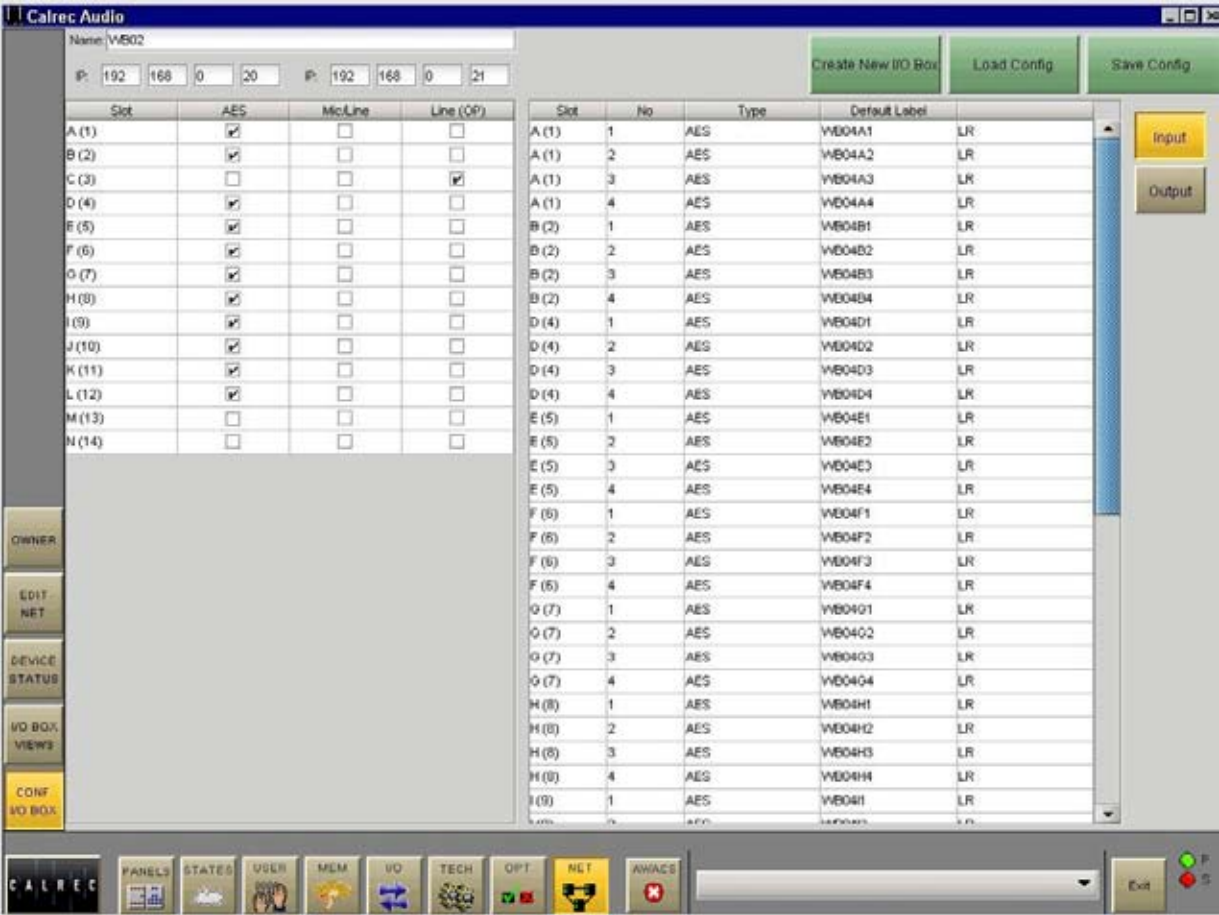 Calrec Audio
Name: WB02
IP: 192 168 0 20 IP: 192 168 0 21
Create New I/O Box Load Config Save Config
Slot AES Mic/Line Line (OP)
A (1)
B (2)
C (3)
D (4)
E (5)
F (6)
G (7)
H (8)
I (9)
J (10)
K (11)
L (12)
M (13)
N (14)
Slot No Type Default Label
A (1) 1 AES WB04A1 LR
A (1) 2 AES WB04A2 LR
A (1) 3 AES WB04A3 LR
A (1) 4 AES WB04A4 LR
B (2) 1 AES WB04B1 LR
B (2) 2 AES WB04B2 LR
B (2) 3 AES WB04B3 LR
B (2) 4 AES WB04B4 LR
D (4) 1 AES WB04D1 LR
D (4) 2 AES WB04D2 LR
D (4) 3 AES WB04D3 LR
D (4) 4 AES WB04D4 LR
E (5) 1 AES WB04E1 LR
E (5) 2 AES WB04E2 LR
E (5) 3 AES WB04E3 LR
E (5) 4 AES WB04E4 LR
F (6) 1 AES WB04F1 LR
F (6) 2 AES WB04F2 LR
F (6) 3 AES WB04F3 LR
F (6) 4 AES WB04F4 LR
G (7) 1 AES WB04G1 LR
G (7) 2 AES WB04G2 LR
G (7) 3 AES WB04G3 LR
G (7) 4 AES WB04G4 LR
H (8) 1 AES WB04H1 LR
H (8) 2 AES WB04H2 LR
H (8) 3 AES WB04H3 LR
H (8) 4 AES WB04H4 LR
I (9) 1 AES WB04I1 LR
Input
Output
OWNER
EDIT NET
DEVICE STATUS
I/O BOX VIEWS
CONF I/O BOX
CALREC PANELS STATES USER MEM I/O TECH OPT NET AWACS Exit
P
S